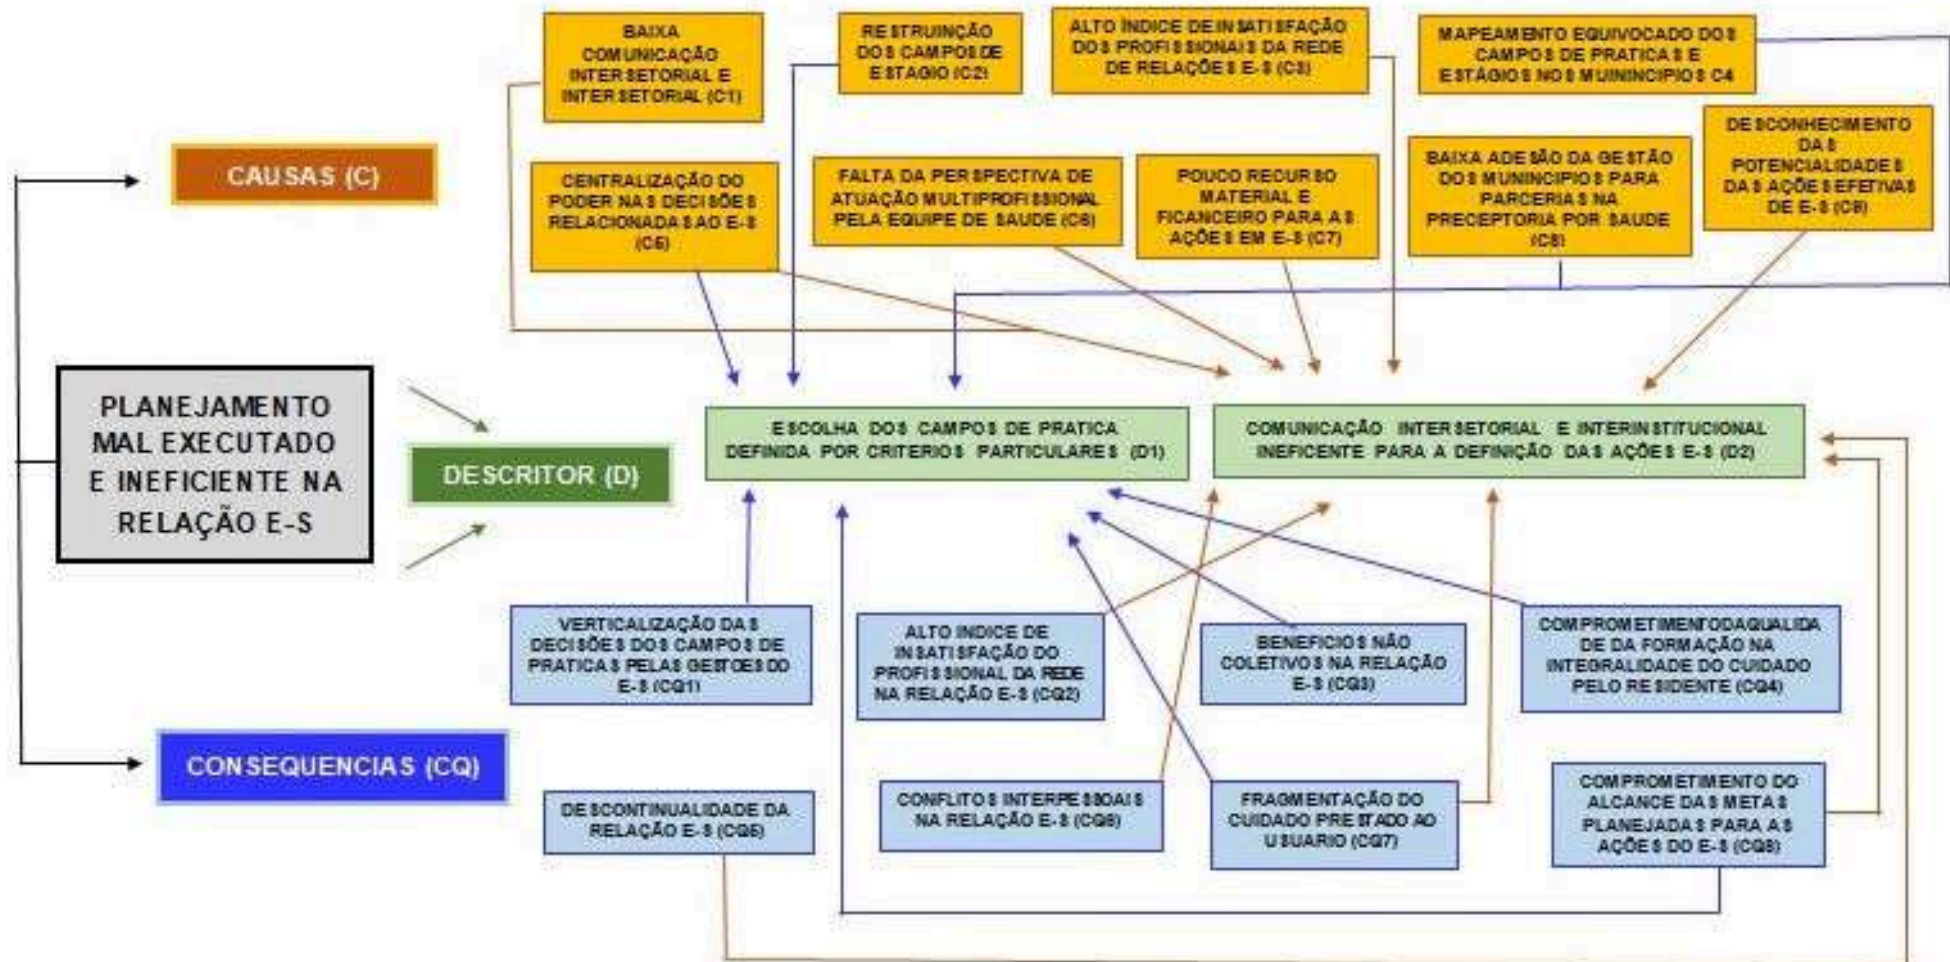 BAIXA
COMUNICAÇÃO
INTERSETORIAL E
INTERSETORIAL (C1)
RESTRUINÇÃO
DOS CAMPOS DE
ESTAGIO (C2)
ALTO ÍNDICE DE INSATISFAÇÃO
DOS PROFISSIONAIS DA REDE
DE RELAÇÕES E-S (C3)
MAPEAMENTO EQUIVOCADO DOS
CAMPOS DE PRATICAS E
ESTÁGIOS NOS MUININCIPIOS C4
CAUSAS (C)
CENTRALIZAÇÃO DO
PODER NAS DECISÕES
RELACIONADAS AO E-S
(C5)
FALTA DA PERSPECTIVA DE
ATUAÇÃO MULTIPROFISSIONAL
PELA EQUIPE DE SAUDE (C6)
POUCO RECURSO
MATERIAL E
FICANCEIRO PARA AS
AÇÕES EM E-S (C7)
BAIXA ADESÃO DA GESTÃO
DOS MUNINCIPIOS PARA
PARCERIAS NA
PRECEPTORIA POR SAUDE
(C8)
DESCONHECIMENTO
DAS
POTENCIALIDADES
DAS AÇÕES EFETIVAS
DE E-S
PLANEJAMENTO
MAL EXECUTADO
E INEFICIENTE NA
RELAÇÃO E-S
DESCRITOR (D)
ESCOLHA DOS CAMPOS DE PRATICA
DEFINIDA POR CRITERIOS PARTICULARES (D1)
COMUNICAÇÃO INTERSETORIAL E INTERINSTITUCIONAL
INEFICENTE PARA A DEFINIÇÃO DAS AÇÕES E-S (D2)
VERTICALIZAÇÃO DAS
DECISÕES DOS CAMPOS DE
PRATICAS PELAS GESTOES DO
E-S (CQ1)
ALTO INDICE DE
INSATISFAÇÃO DO
PROFISSIONAL DA REDE
NA RELAÇÃO E-S (CQ2)
BENEFICIOS NÃO
COLETIVOS NA RELAÇÃO
E-S (CQ3)
COMPROMETIMENTODAQUALIDA
DE DA FORMAÇÃO NA
INTEGRALIDADE DO CUIDADO
PELO RESIDENTE (CQ4)
CONSEQUENCIAS (CQ)
DESCONTINUALIDADE DA
RELAÇÃO E-S (CQ5)
CONFLITOS INTERPESSOAIS
NA RELAÇÃO E-S (CQ6)
FRAGMENTAÇÃO DO
CUIDADO PRESTADO AO
USUARIO (CQ7)
COMPROMETIMENTO DO
ALCANCE DAS METAS
PLANEJADAS PARA AS
AÇÕES DO E-S (CQ8)